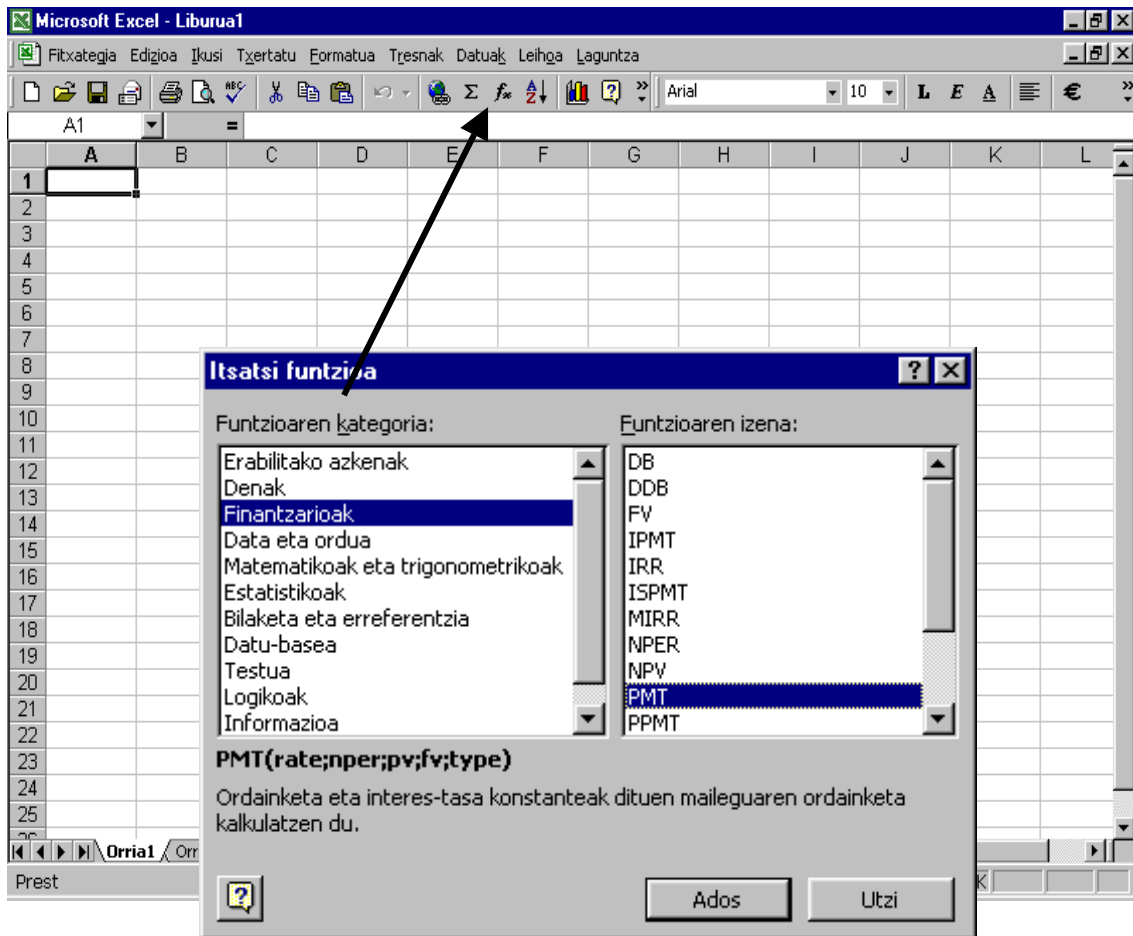 Microsoft Excel - Liburua1
Fitxategia Edizioa Ikusi Txertatu Formatua Tresnak Datuak Leihoa Laguntza
ABC Σ fx A Z Arial 10 L E A €
A1 =
A B C D E F G H I J K L
1
2
3
4
5
6
7
8
9
10
11
12
13
14
15
16
17
18
19
20
21
22
23
24
25
Itsatsi funtzioa
Funtzioaren kategoria: Funtzioaren izena:
Erabilitako azkenak DB
Denak DDB
Finantzarioak FV
Data eta ordua IPMT
Matematikoak eta trigonometrikoak IRR
Estatistikoak ISPMT
Bilaketa eta erreferentzia MIRR
Datu-basea NPER
Testua NPV
Logikoak PMT
Informazioa PPMT
PMT(rate;nper;pv;fv;type)
Ordainketa eta interes-tasa konstanteak dituen maileguaren ordainketa
kalkulatzen du.
Ados Utzi
Orria1 Orr
Prest